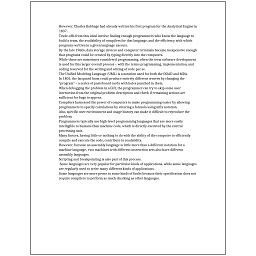 However, Charles Babbage had already written his first program for the Analytical Engine in
1837.
Trade-offs from this ideal involve finding enough programmers who know the language to
build a team, the availability of compilers for that language, and the efficiency with which
programs written in a given language execute.
By the late 1960s, data storage devices and computer terminals became inexpensive enough
that programs could be created by typing directly into the computers.
While these are sometimes considered programming, often the term software development
is used for this larger overall process – with the terms programming, implementation, and
coding reserved for the writing and editing of code per se.
The Unified Modeling Language (UML) is a notation used for both the OOAD and MDA.
In 1801, the Jacquard loom could produce entirely different weaves by changing the
"program" – a series of pasteboard cards with holes punched in them.
When debugging the problem in a GUI, the programmer can try to skip some user
interaction from the original problem description and check if remaining actions are
sufficient for bugs to appear.
Compilers harnessed the power of computers to make programming easier by allowing
programmers to specify calculations by entering a formula using infix notation.
Also, specific user environment and usage history can make it difficult to reproduce the
problem.
Programmers typically use high-level programming languages that are more easily
intelligible to humans than machine code, which is directly executed by the central
processing unit.
Many factors, having little or nothing to do with the ability of the computer to efficiently
compile and execute the code, contribute to readability.
However, because an assembly language is little more than a different notation for a
machine language, two machines with different instruction sets also have different
assembly languages.
Scripting and breakpointing is also part of this process.
Some languages are very popular for particular kinds of applications, while some languages
are regularly used to write many different kinds of applications.
Some languages are more prone to some kinds of faults because their specification does not
require compilers to perform as much checking as other languages.